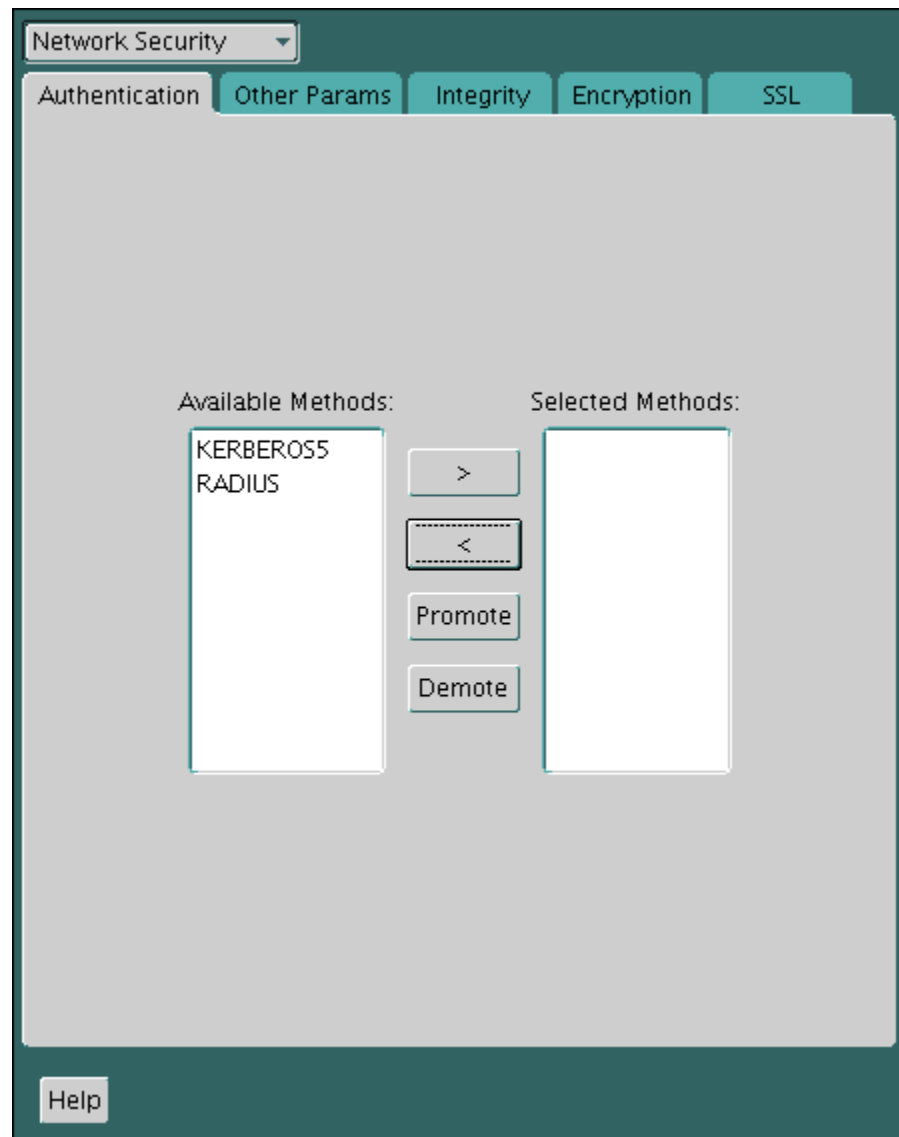 Network Security
Authentication Other Params Integrity Encryption SSL
Available Methods: Selected Methods:
KERBEROS5
RADIUS
>
<
Promote
Demote
Help